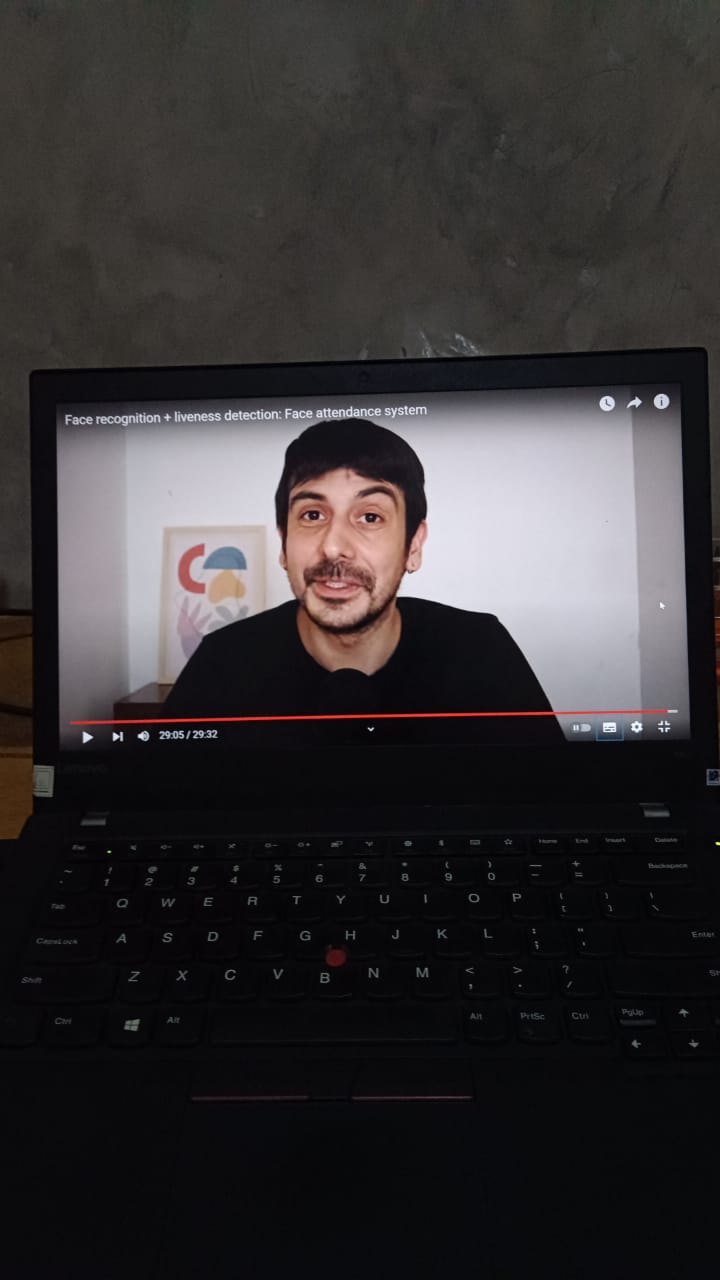 Face recognition + liveness detection: Face attendance system
29:05 / 29:32
Lenovo
Esc Home End Insert Delete
~ ! @ # $ % ^ & * ( ) — +
1 2 3 4 5 6 7 8 9 0 - = Backspace
Tab Q W E R T Y U I O P { } |
[ ] \
CapsLock A S D F G H J K L : " Enter
; '
Shift Z X C V B N M < > ? Sh
, . /
Ctrl Alt Alt PrtSc Ctrl PgUp